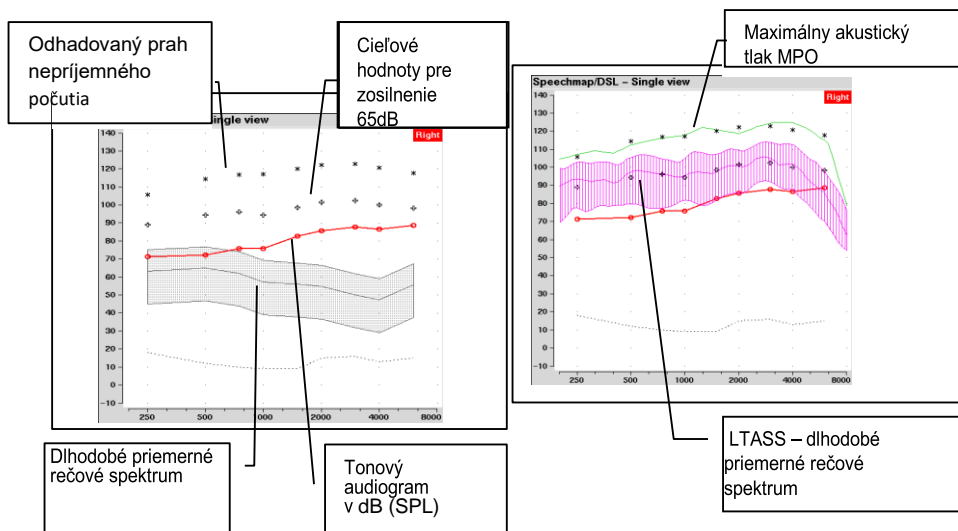 Odhadovaný prah
nepríjemného
počutia
Cieľové
hodnoty pre
zosilnenie
65dB
Maximálny akustický
tlak MPO
ingle view
Right
140
130
120
110
100
90
80
70
60
50
40
30
20
10
0
-10
250
500
1000
2000
4000
8000
Speechmap/DSL – Single view
Right
140
130
120
110
100
90
80
70
60
50
40
30
20
10
0
-10
250
500
1000
2000
4000
8000
Dlhodobé priemerné
rečové spektrum
Tonový
audiogram
v dB (SPL)
LTASS – dlhodobé
priemerné rečové
spektrum